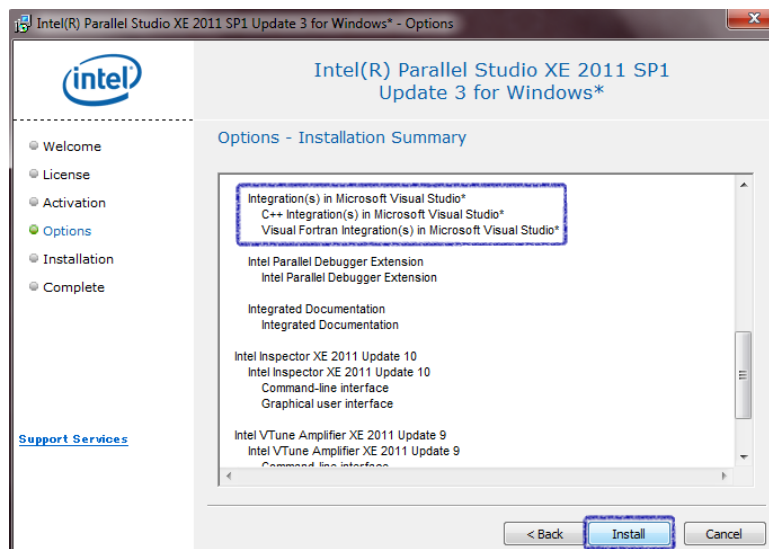 Intel(R) Parallel Studio XE 2011 SP1 Update 3 for Windows* - Options
intel
Intel(R) Parallel Studio XE 2011 SP1
Update 3 for Windows*
Welcome
License
Activation
Options
Installation
Complete
Support Services
Options - Installation Summary
Integration(s) in Microsoft Visual Studio*
C++ Integration(s) in Microsoft Visual Studio*
Visual Fortran Integration(s) in Microsoft Visual Studio*
Intel Parallel Debugger Extension
Intel Parallel Debugger Extension
Integrated Documentation
Integrated Documentation
Intel Inspector XE 2011 Update 10
Intel Inspector XE 2011 Update 10
Command-line interface
Graphical user interface
Intel VTune Amplifier XE 2011 Update 9
Intel VTune Amplifier XE 2011 Update 9
Command-line interface
< Back
Install
Cancel